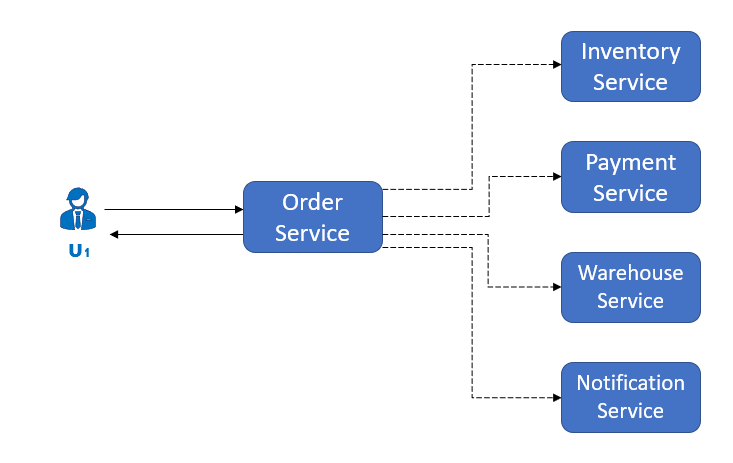 Inventory
Service
Payment
Service
Order
Service
U1
Warehouse
Service
Notification
Service